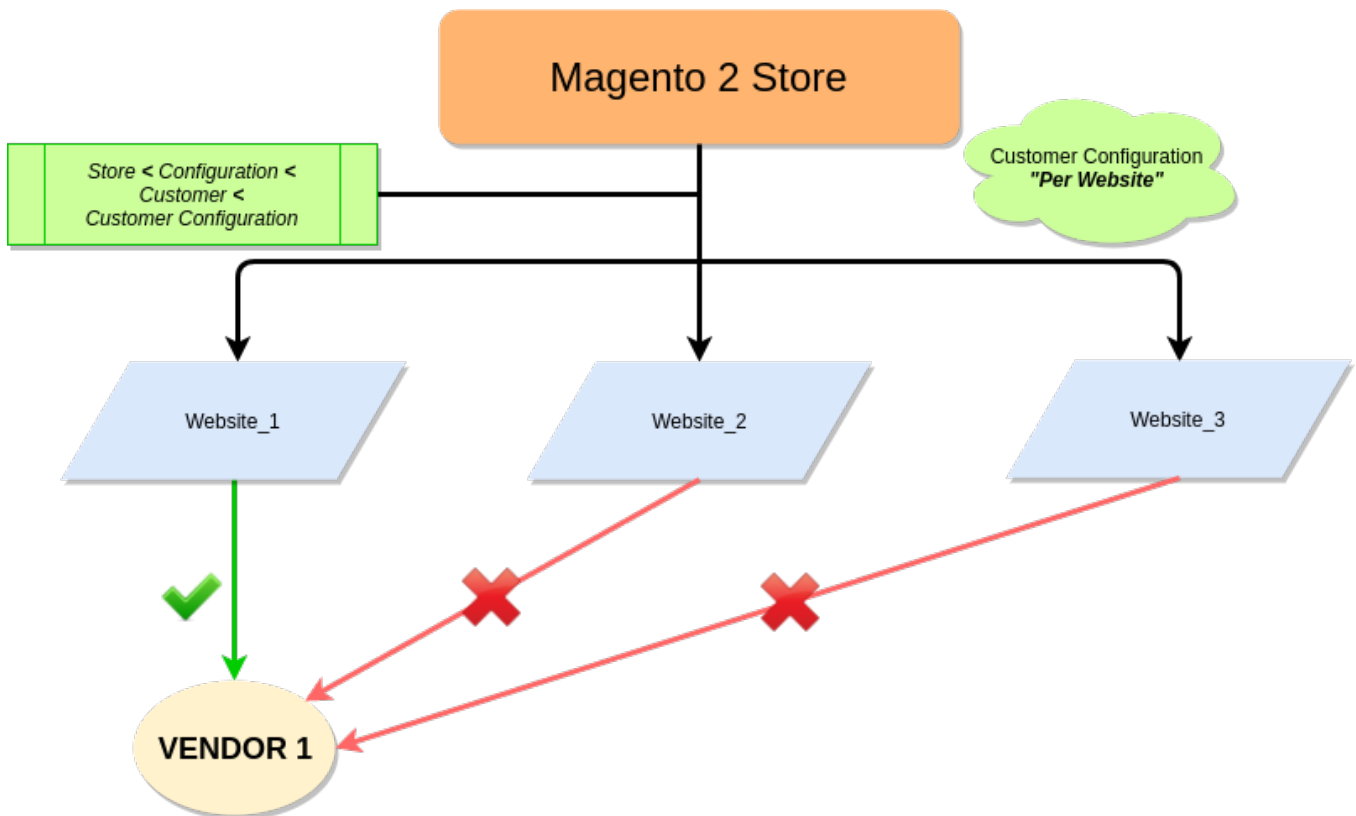 Magento 2 Store
Store < Configuration <
Customer <
Customer Configuration
Customer Configuration
"Per Website"
Website_1
Website_2
Website_3
VENDOR 1